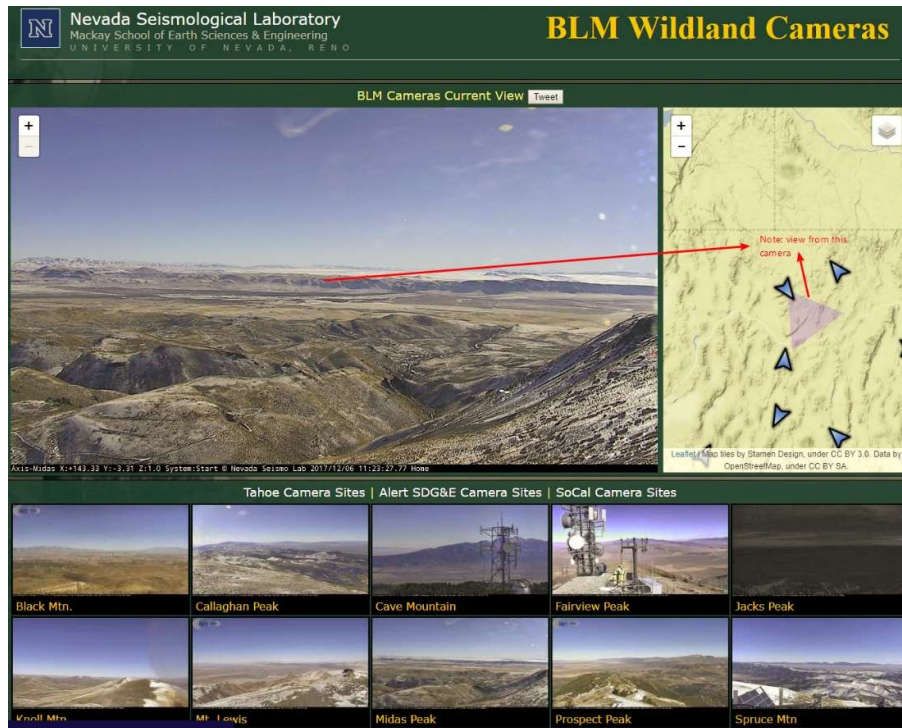 Nevada Seismological Laboratory
Mackay School of Earth Sciences & Engineering
UNIVERSITY OF NEVADA, RENO
BLM Wildland Cameras
BLM Cameras Current View Tweet
Note: view from this
camera
Axis-Midas X:+143.33 Y:-3.31 Z:1.0 System:Start © Nevada Seismo Lab 2017/12/06 11:23:27.77 Home
Leaflet | Map tiles by Stamen Design, under CC BY 3.0. Data by
OpenStreetMap, under CC BY SA.
Tahoe Camera Sites | Alert SDG&E Camera Sites | SoCal Camera Sites
Black Mtn.
Callaghan Peak
Cave Mountain
Fairview Peak
Jacks Peak
Knoll Mtn
Mt. Lewis
Midas Peak
Prospect Peak
Spruce Mtn